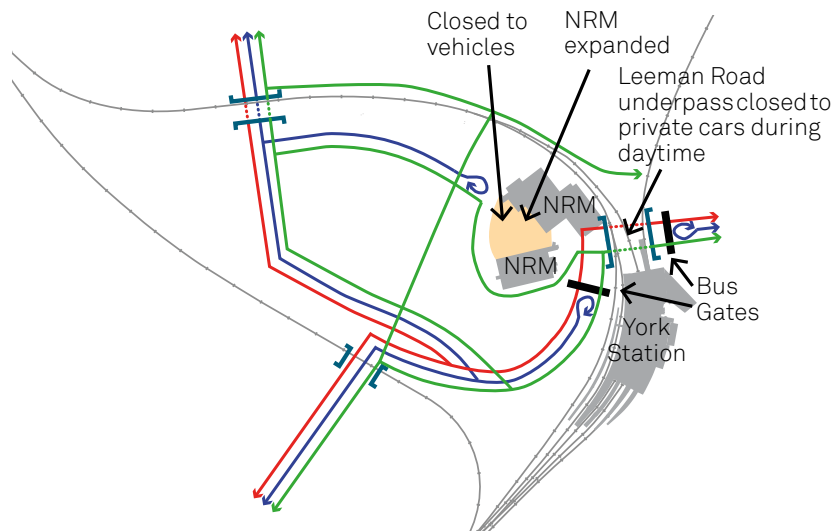 Closed to
vehicles
NRM
expanded
Leeman Road
underpass closed to
private cars during
daytime
NRM
NRM
Bus
Gates
York
Station